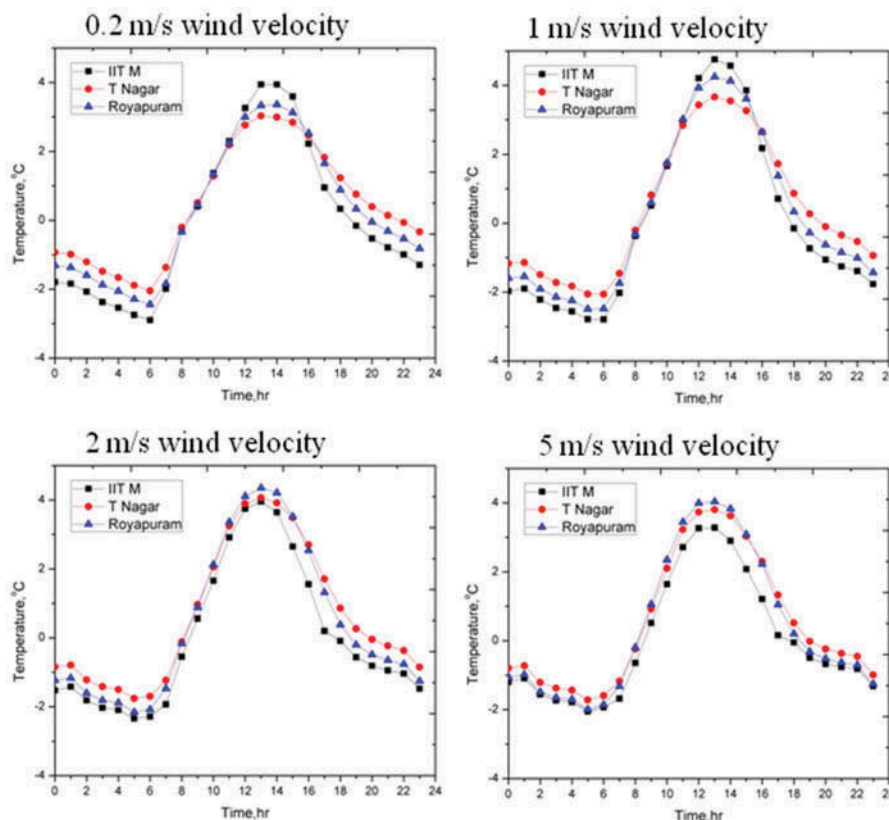 0.2 m/s wind velocity
IIT M
T Nagar
Royapuram
Temperature,°C
4
2
0
-2
-4
0 2 4 6 8 10 12 14 16 18 20 22 24
Time,hr
1 m/s wind velocity
IIT M
T Nagar
Royapuram
Temperature,°C
4
2
0
-2
-4
0 2 4 6 8 10 12 14 16 18 20 22 24
Time,hr
2 m/s wind velocity
IIT M
T Nagar
Royapuram
Temperature,°C
4
2
0
-2
-4
0 2 4 6 8 10 12 14 16 18 20 22 24
Time,hr
5 m/s wind velocity
IIT M
T Nagar
Royapuram
Temperature,°C
4
2
0
-2
-4
0 2 4 6 8 10 12 14 16 18 20 22 24
Time,hr